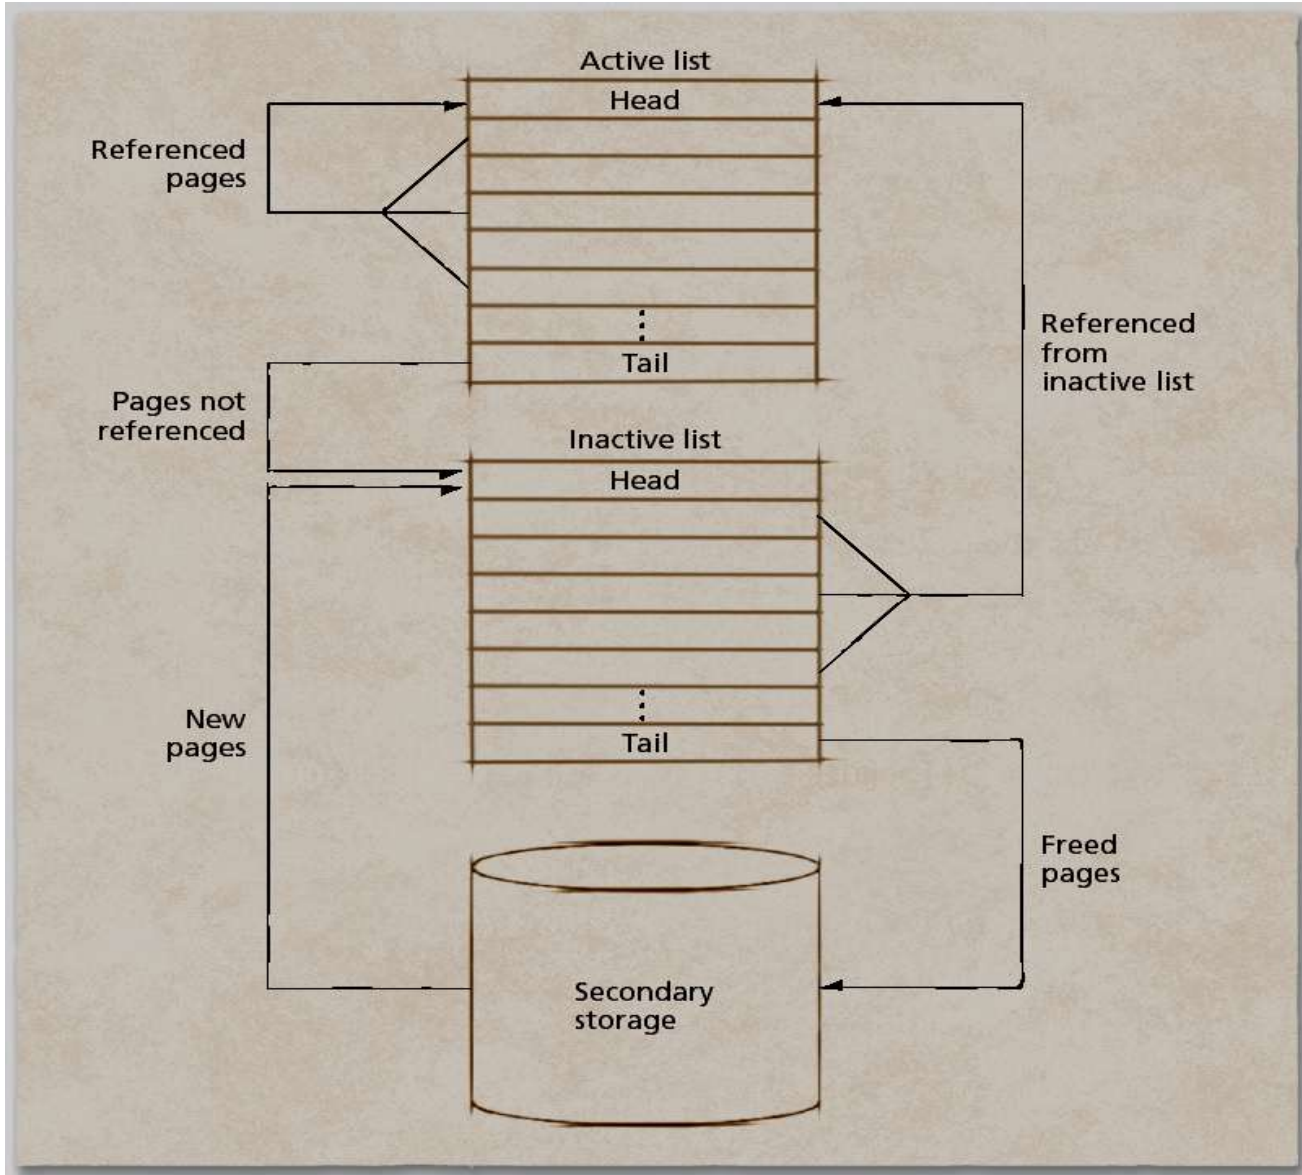 Active list
Head
Referenced
pages
Referenced
from
inactive list
Tail
Pages not
referenced
Inactive list
Head
New
pages
Tail
Freed
pages
Secondary
storage